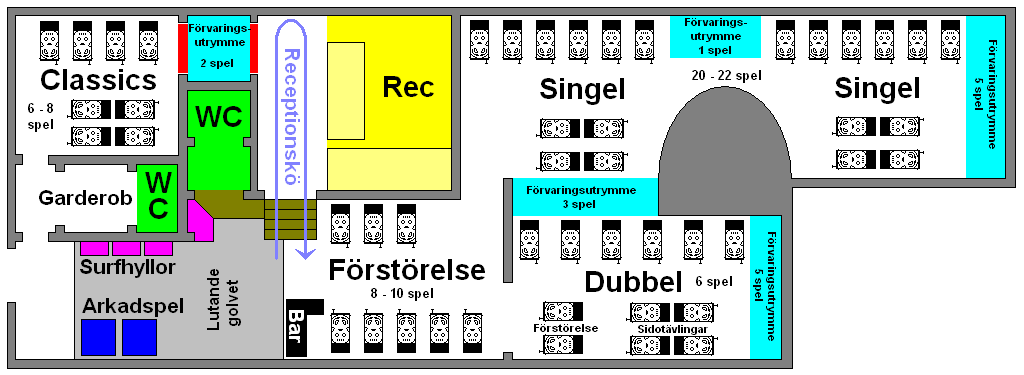 Förvarings-
utrymme
2 spel
Receptionskö
Rec
Classics
6 - 8
spel
WC
Garderob
W
C
Surfhyllor
Arkadspel
Lutande
golvet
Bar
Förstörelse
8 - 10 spel
Singel
Förvarings-
utrymme
1 spel
20 - 22 spel
Singel
Förvaringsutrymme
5 spel
Förvaringsutrymme
3 spel
Dubbel
6 spel
Förvaringsutrymme
5 spel
Förstörelse
Sidotävlingar